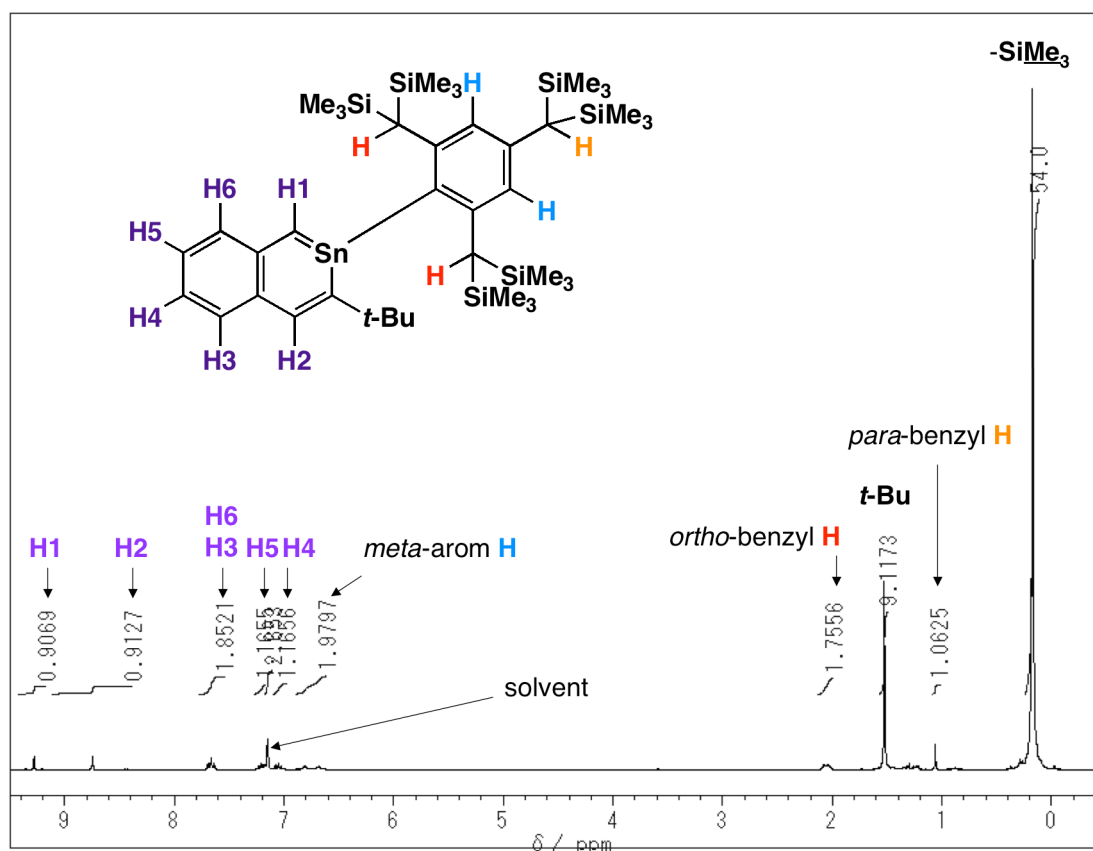 -SiMe3
SiMe3
H
SiMe3
Me3Si
SiMe3
H
H
H6
H1
H
H5
Sn
H
SiMe3
SiMe3
H4
t-Bu
H3
H2
54.0
para-benzyl H
t-Bu
H6
H1
H2
H3
H5
H4
meta-arom H
ortho-benzyl H
0.9069
0.9127
1.8521
1.1655
1.1656
1.9797
1.7556
9.1173
1.0625
solvent
9
8
7
6
5
4
3
2
1
0
δ / ppm